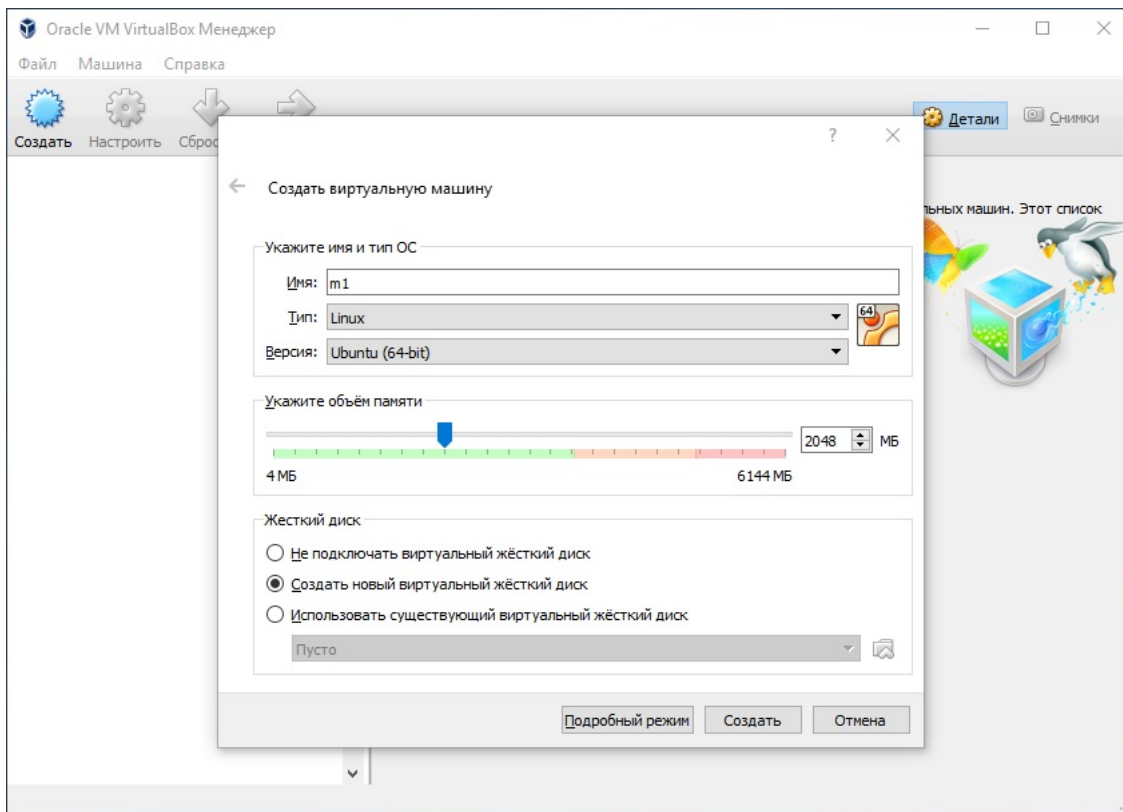 Oracle VM VirtualBox Менеджер
Файл Машина Справка
Создать Настроить Сброс
Детали Снимки
?
Создать виртуальную машину
льных машин. Этот список
Укажите имя и тип ОС
Имя: m1
Тип: Linux
64
Версия: Ubuntu (64-bit)
Укажите объём памяти
2048 МБ
4 МБ 6144 МБ
Жесткий диск
Не подключать виртуальный жёсткий диск
Создать новый виртуальный жёсткий диск
Использовать существующий виртуальный жёсткий диск
Пусто
Подробный режим Создать Отмена